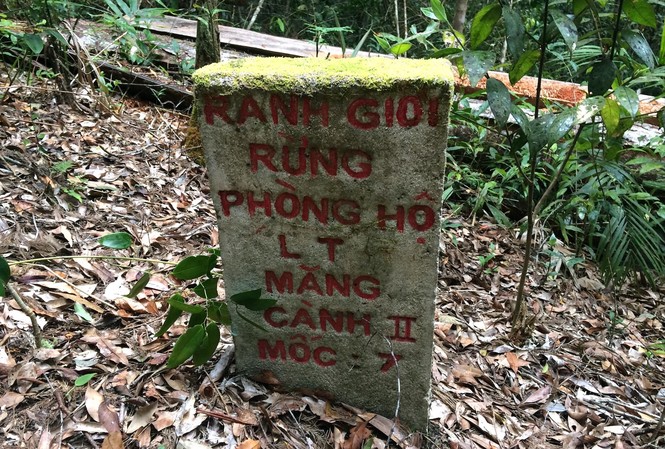 RANH GIỚI
RỪNG
PHÒNG HỘ
L T
MĂNG
CÀNH II
MỐC - 7